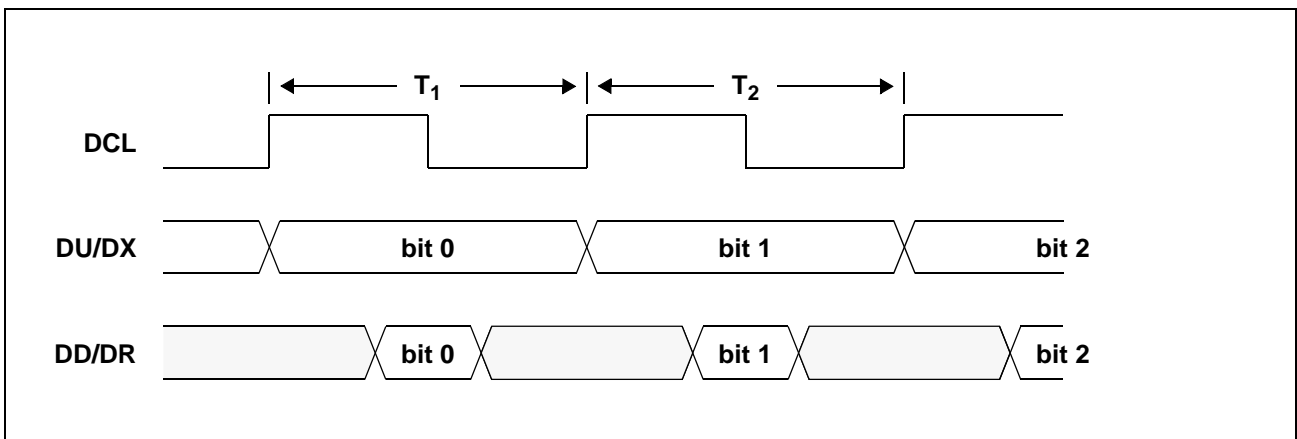 T1 T2
DCL
DU/DX bit 0 bit 1 bit 2
DD/DR bit 0 bit 1 bit 2